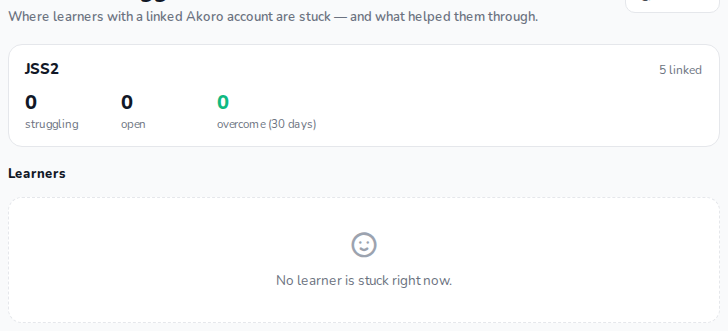 Where learners with a linked Akoro account are stuck — and what helped them through.
JSS2
5 linked
0
0
0
struggling
open
overcome (30 days)
Learners
No learner is stuck right now.